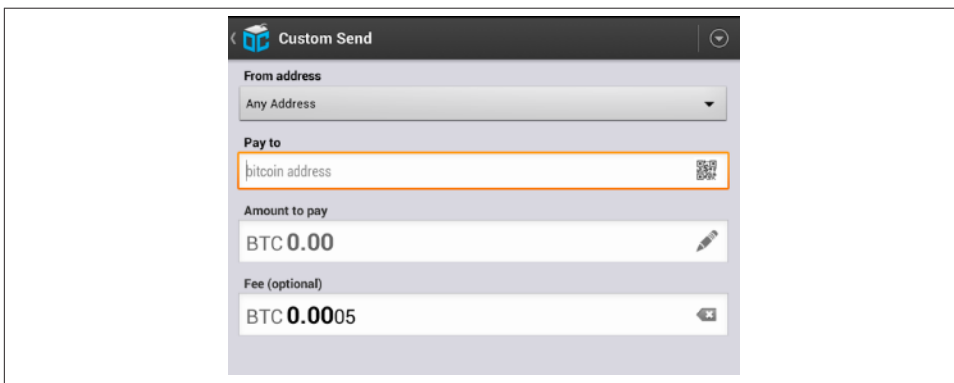 Custom Send
From address
Any Address
Pay to
bitcoin address
Amount to pay
BTC 0.00
Fee (optional)
BTC 0.0005